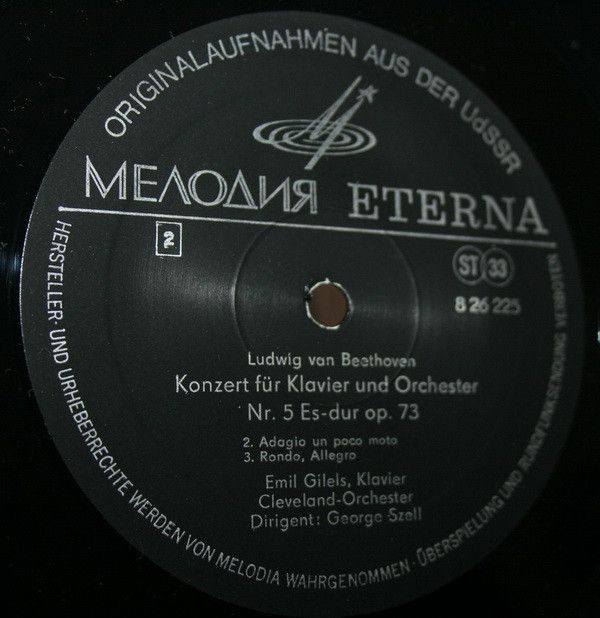 ORIGINALAUFNAHMEN AUS DER UdSSR
МЕЛОДИЯ ETERNA
2
ST 33
8 26 225
Ludwig van Beethoven
Konzert für Klavier und Orchester
Nr. 5 Es-dur op. 73
2. Adagio un poco moto
3. Rondo, Allegro
Emil Gilels, Klavier
Cleveland-Orchester
Dirigent: George Szell
HERSTELLER- UND URHEBERRECHTE WERDEN VON MELODIA WAHRGENOMMEN · ÜBERSPIELUNG UND RUNDFUNKSENDUNG VERBOTEN